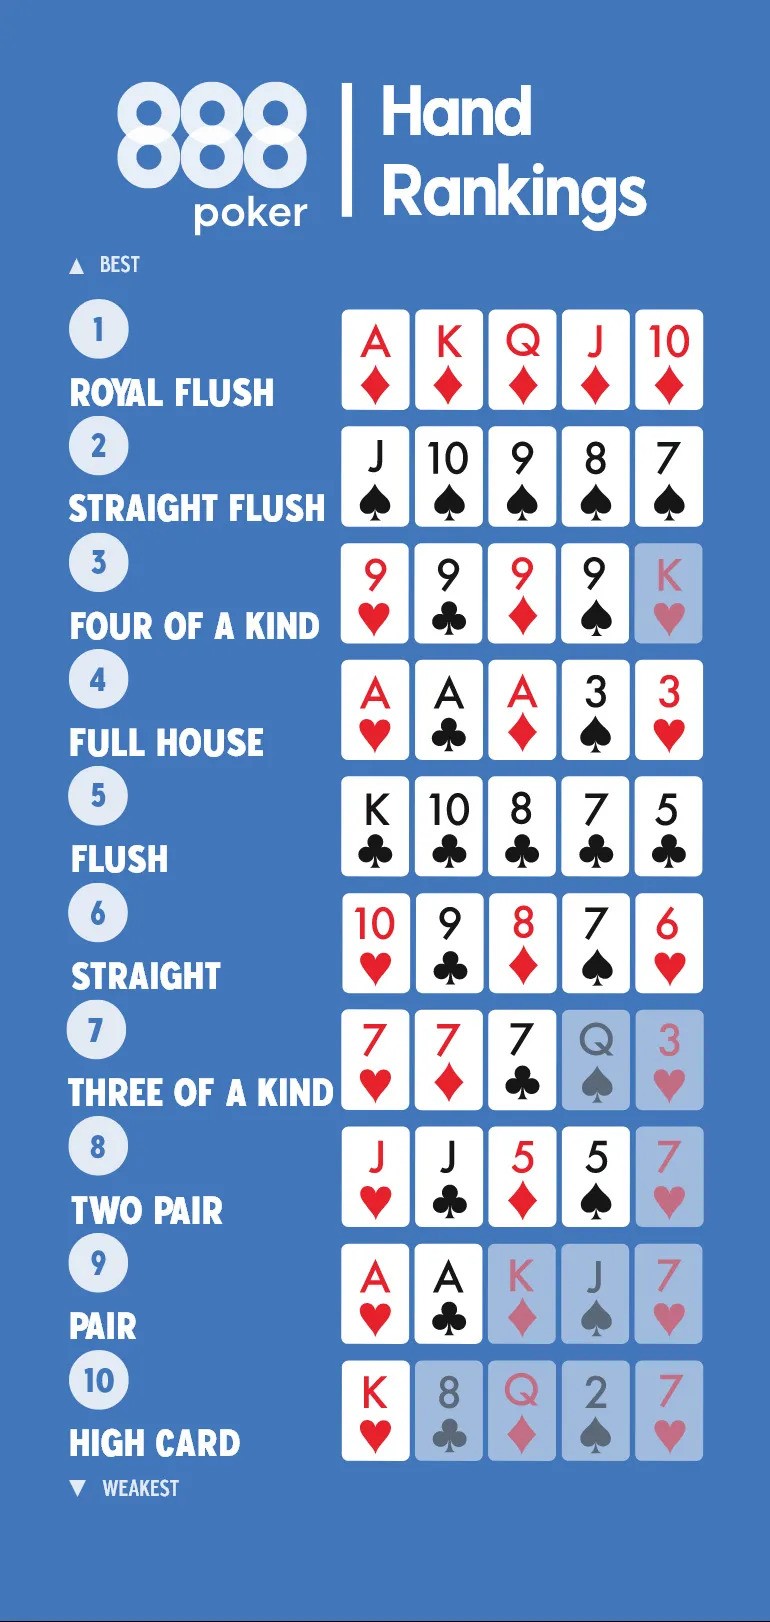 888
poker
Hand
Rankings
▲ BEST
1
ROYAL FLUSH
A K Q J 10
2
STRAIGHT FLUSH
J 10 9 8 7
3
FOUR OF A KIND
9 9 9 9 K
4
FULL HOUSE
A A A 3 3
5
FLUSH
K 10 8 7 5
6
STRAIGHT
10 9 8 7 6
7
THREE OF A KIND
7 7 7 Q 3
8
TWO PAIR
J J 5 5 7
9
PAIR
A A K J 7
10
HIGH CARD
K 8 Q 2 7
▼ WEAKEST